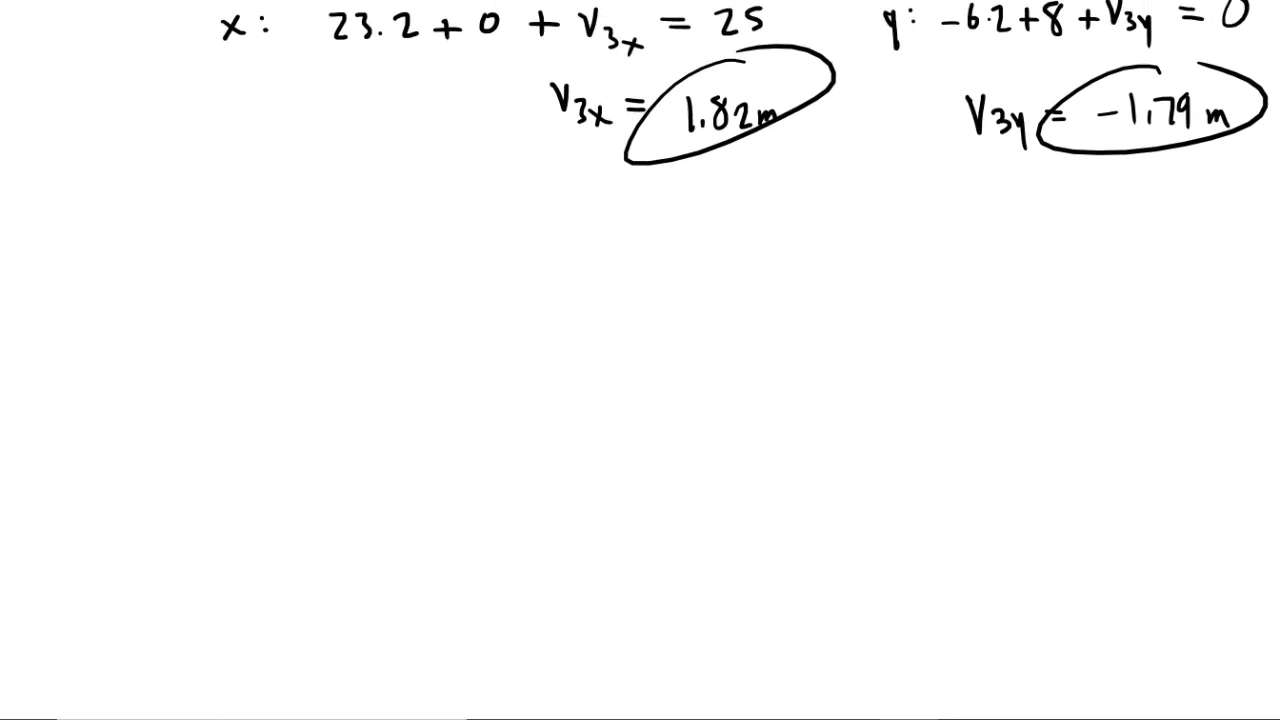 x: 23.2 + 0 + V3x = 25 y: -6.2 + 8 + V3y = 0
V3x = 1.82m V3y = -1.79 m